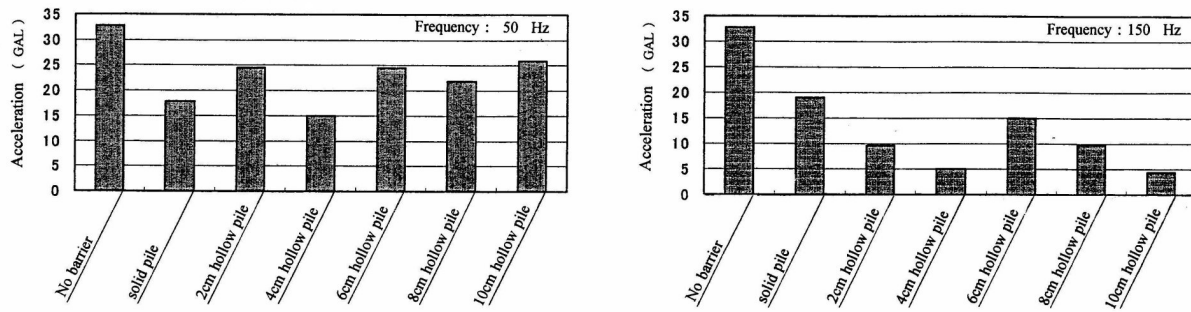 Acceleration ( GAL)
35
30
25
20
15
10
5
0
Frequency : 50 Hz
No barrier
solid pile
2cm hollow pile
4cm hollow pile
6cm hollow pile
8cm hollow pile
10cm hollow pile
Acceleration ( GAL)
35
30
25
20
15
10
5
0
Frequency : 150 Hz
No barrier
solid pile
2cm hollow pile
4cm hollow pile
6cm hollow pile
8cm hollow pile
10cm hollow pile